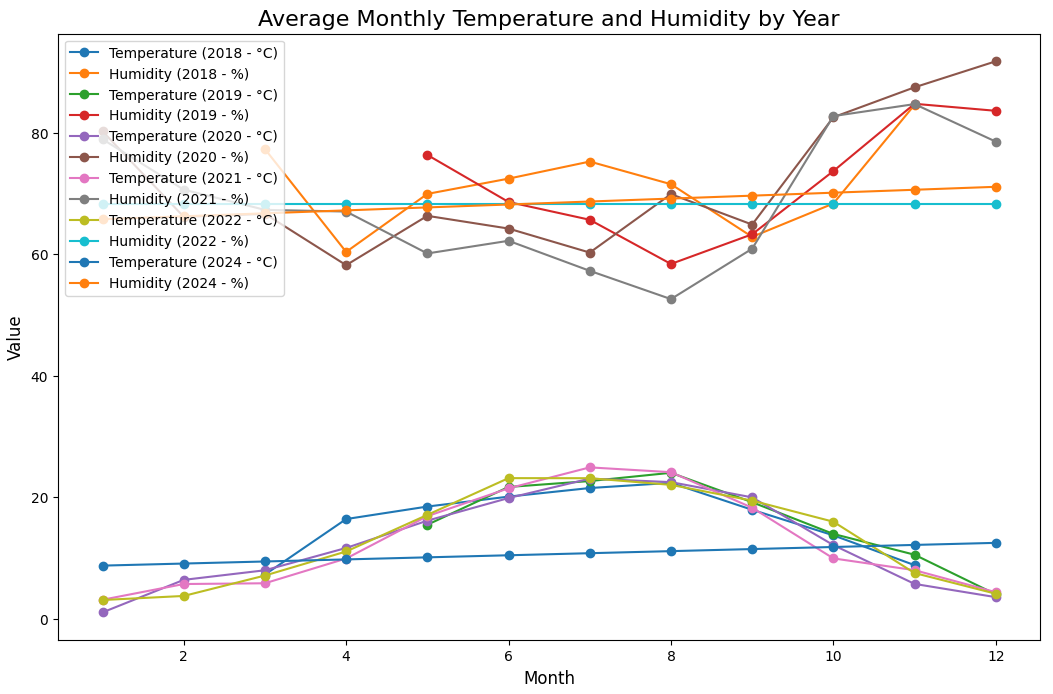 Average Monthly Temperature and Humidity by Year
Temperature (2018 - °C)
Humidity (2018 - %)
Temperature (2019 - °C)
Humidity (2019 - %)
Temperature (2020 - °C)
Humidity (2020 - %)
Temperature (2021 - °C)
Humidity (2021 - %)
Temperature (2022 - °C)
Humidity (2022 - %)
Temperature (2024 - °C)
Humidity (2024 - %)
Value
80
60
40
20
0
2 4 6 8 10 12
Month